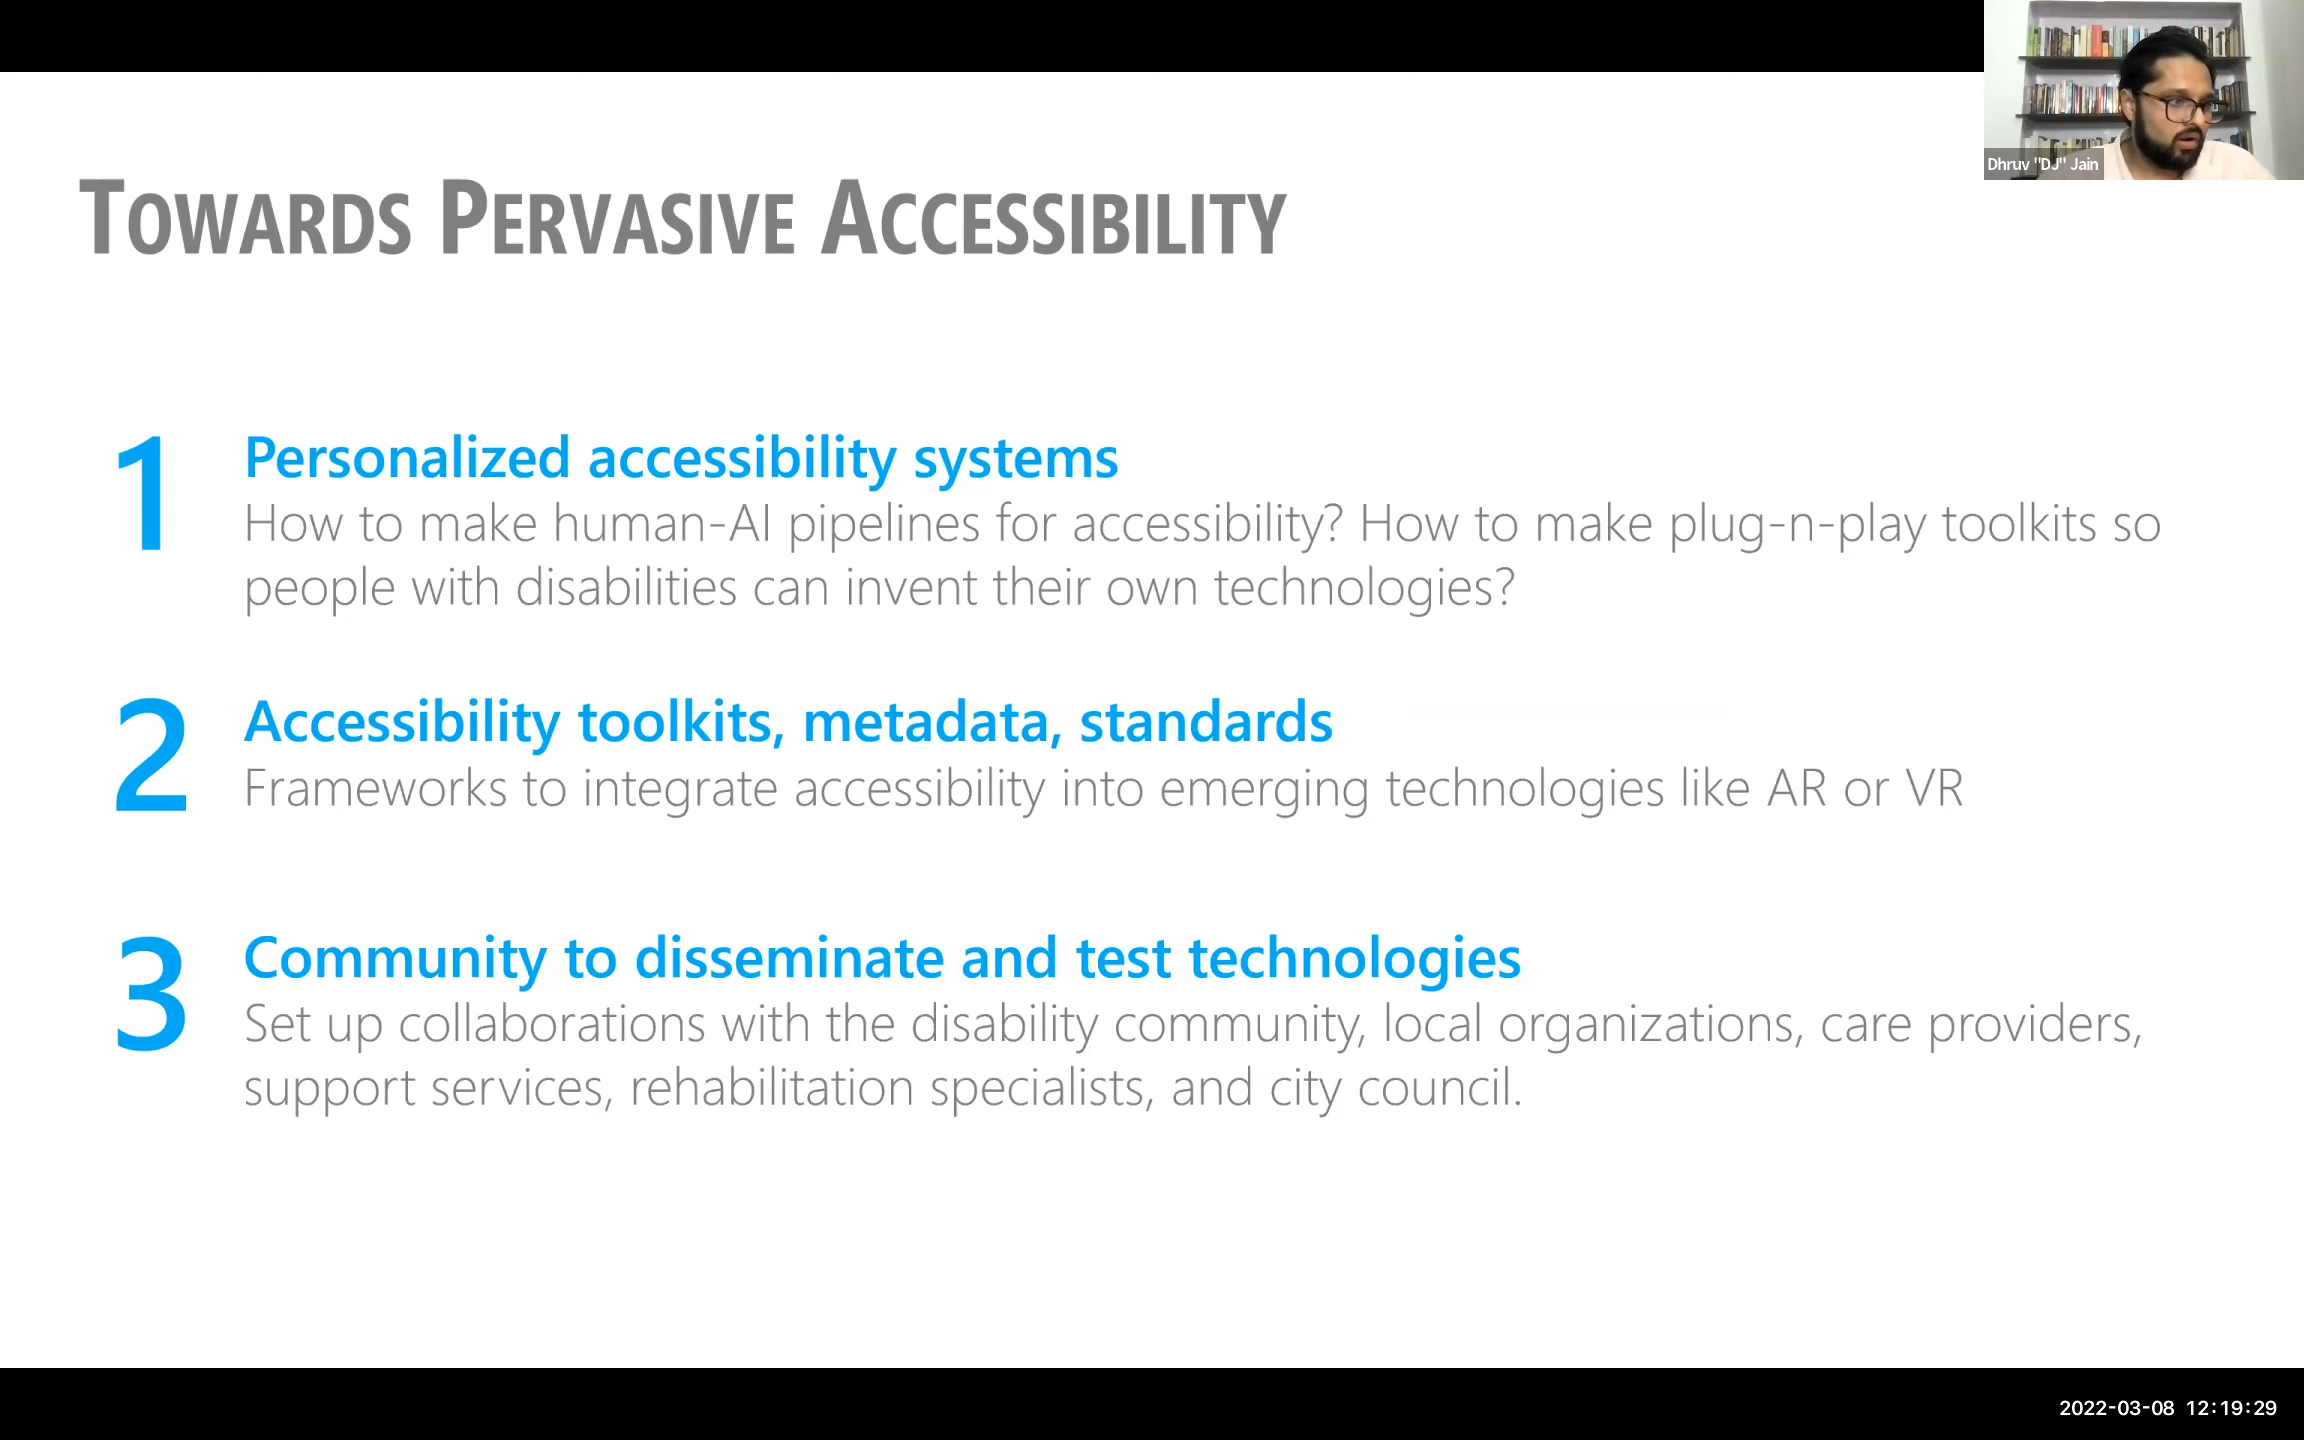 Dhruv "DJ" Jain
TOWARDS PERVASIVE ACCESSIBILITY
1
Personalized accessibility systems
How to make human-AI pipelines for accessibility? How to make plug-n-play toolkits so
people with disabilities can invent their own technologies?
2
Accessibility toolkits, metadata, standards
Frameworks to integrate accessibility into emerging technologies like AR or VR
3
Community to disseminate and test technologies
Set up collaborations with the disability community, local organizations, care providers,
support services, rehabilitation specialists, and city council.
2022-03-08 12:19:29